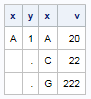 x y x v
A 1 A 20
. C 22
. G 222